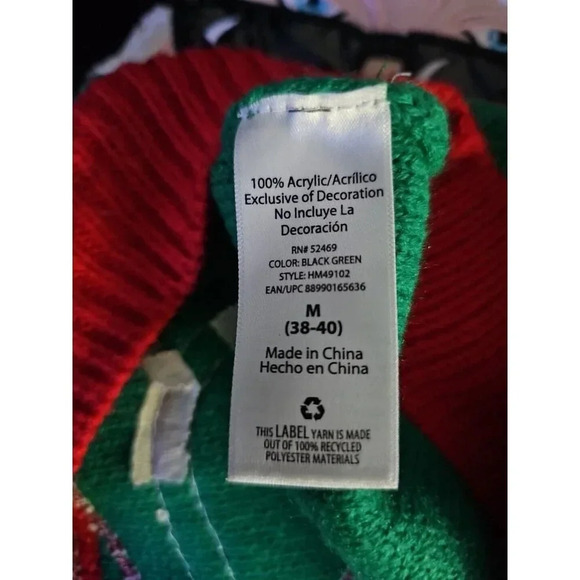 100% Acrylic/Acrílico
Exclusive of Decoration
No Incluye La
Decoración
RN# 52469
COLOR: BLACK GREEN
STYLE: HM49102
EAN/UPC 88990165636
M
(38-40)
Made in China
Hecho en China
THIS LABEL YARN IS MADE
OUT OF 100% RECYCLED
POLYESTER MATERIALS